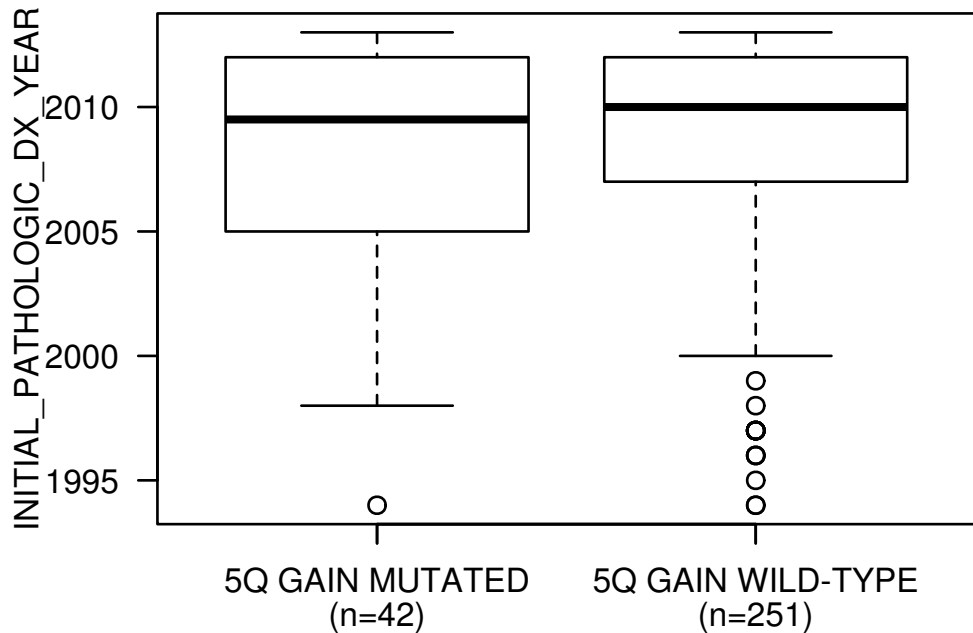 INITIAL_PATHOLOGIC_DX_YEAR
2010
2005
2000
1995
5Q GAIN MUTATED
(n=42)
5Q GAIN WILD-TYPE
(n=251)